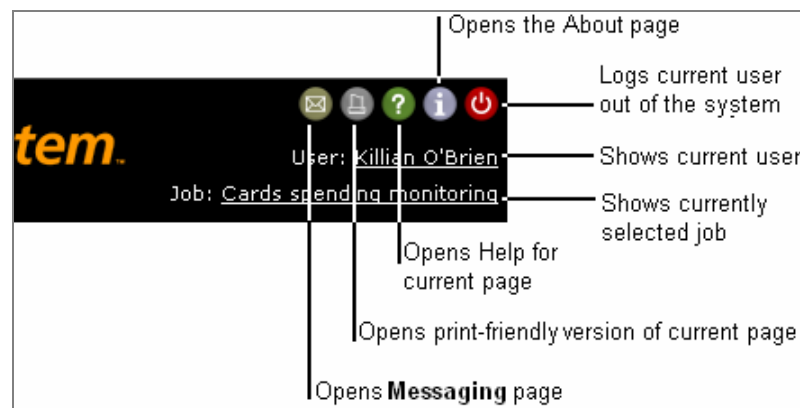 Opens the About page
Logs current user
out of the system
tem™
User: Killian O'Brien
Shows current user
Job: Cards spending monitoring
Shows currently
selected job
Opens Help for
current page
Opens print-friendly version of current page
Opens Messaging page